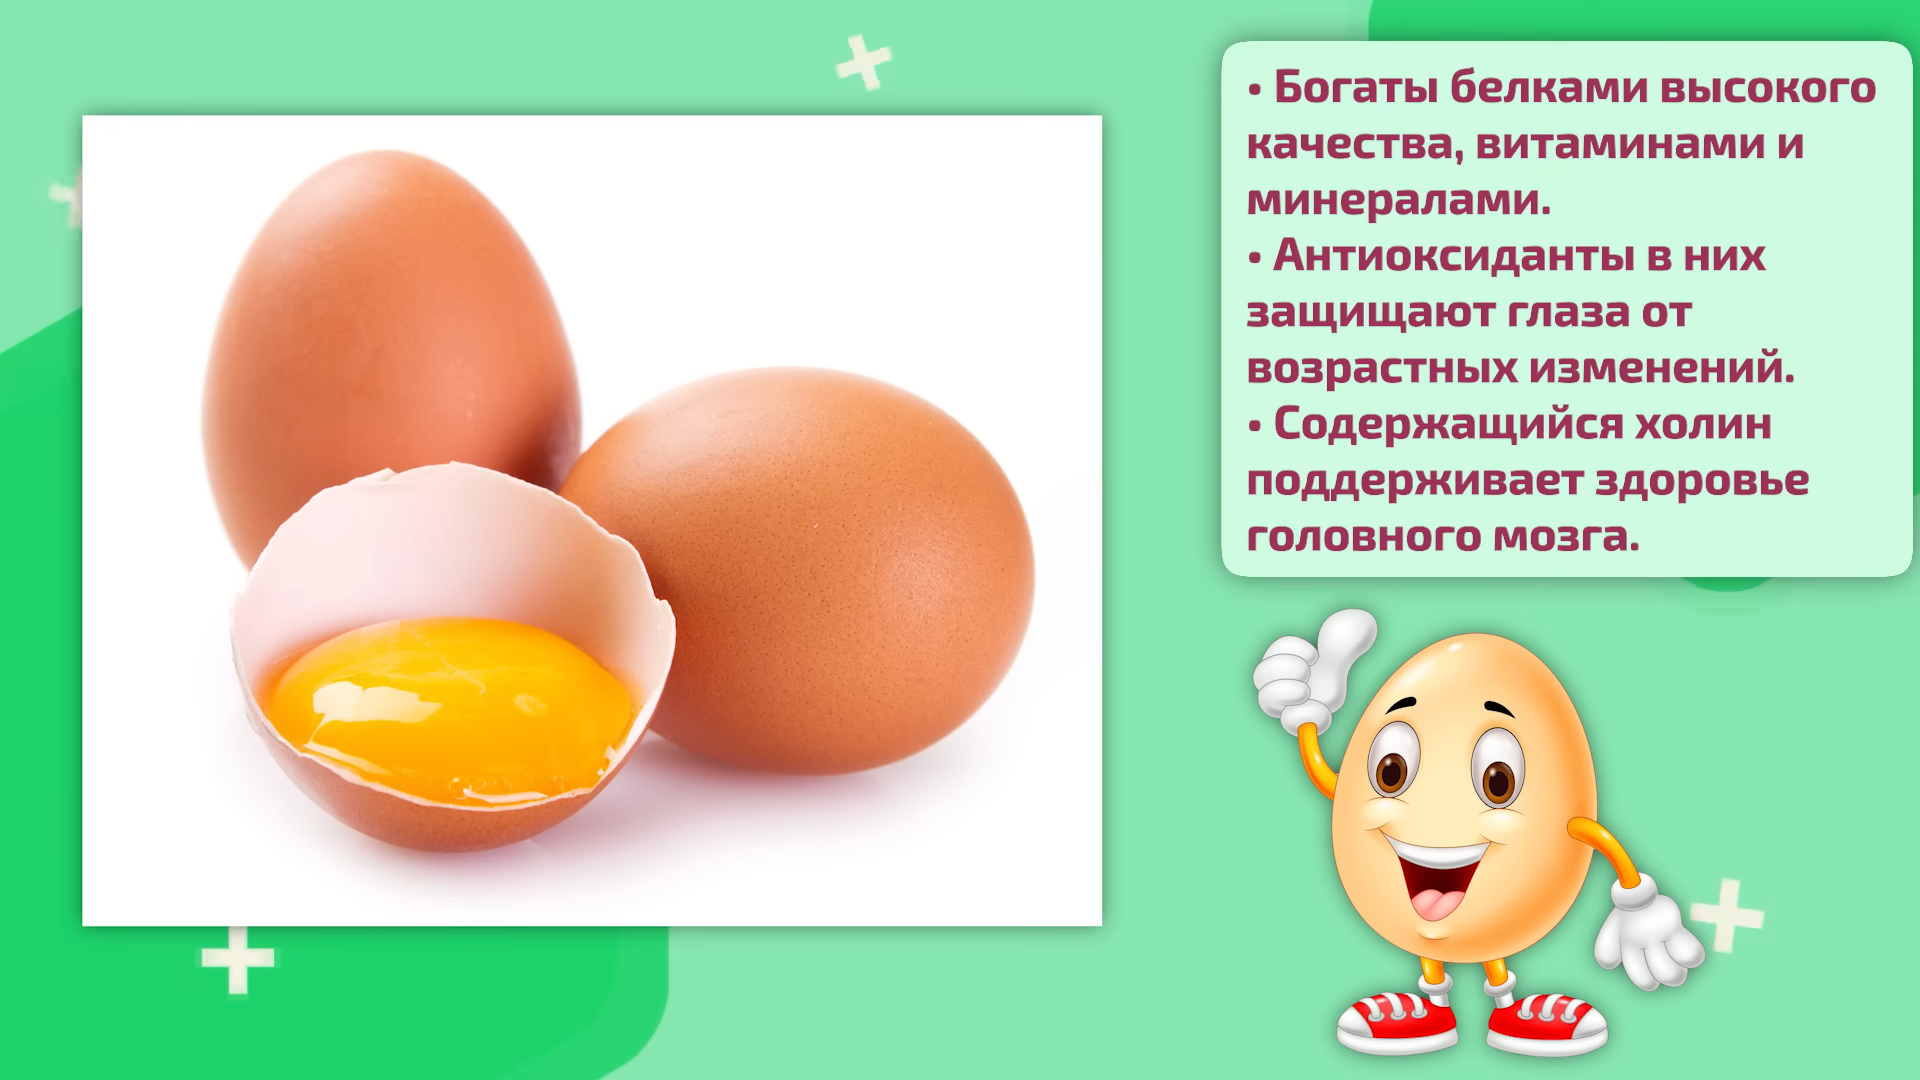 • Богаты белками высокого
качества, витаминами и
минералами.
• Антиоксиданты в них
защищают глаза от
возрастных изменений.
• Содержащийся холин
поддерживает здоровье
головного мозга.